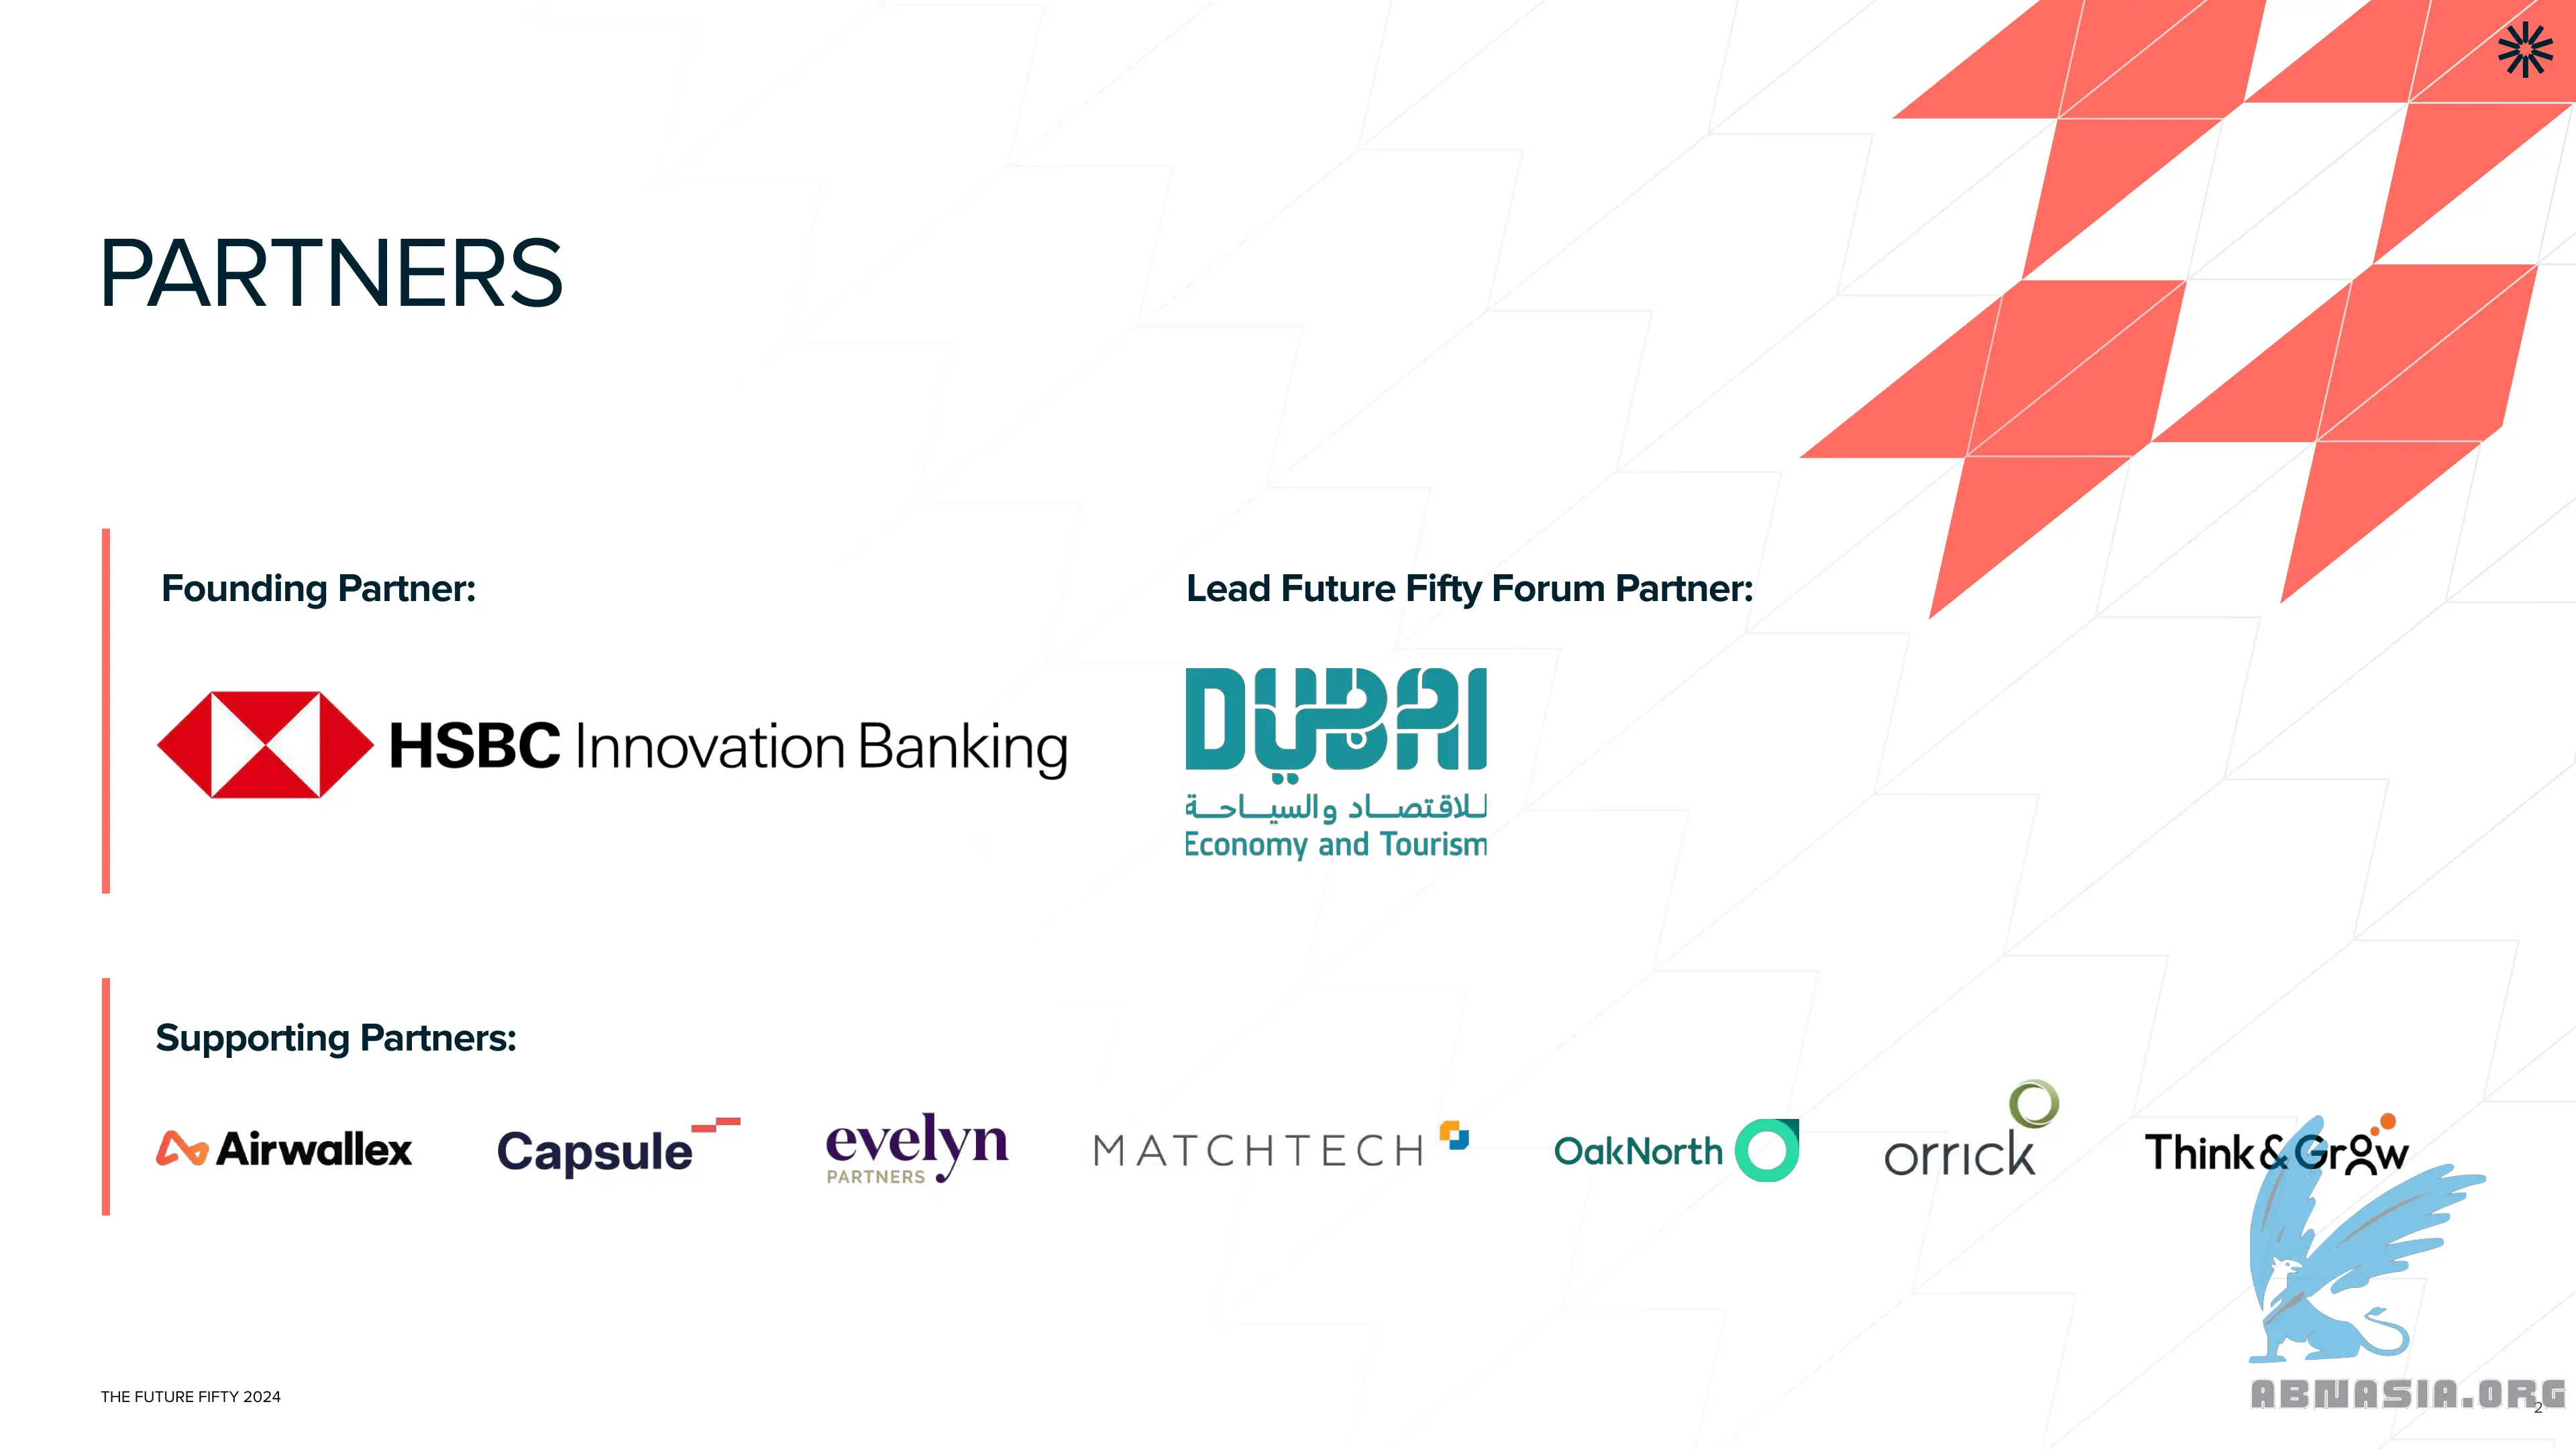 PARTNERS
Founding Partner:
HSBC Innovation Banking
Lead Future Fifty Forum Partner:
DUBAI
للاقتصاد والسياحة
Economy and Tourism
Supporting Partners:
Airwallex
Capsule
evelyn
PARTNERS
MATCHTECH
OakNorth
orrick
Think & Grow
THE FUTURE FIFTY 2024
ABNASIA.ORG
2